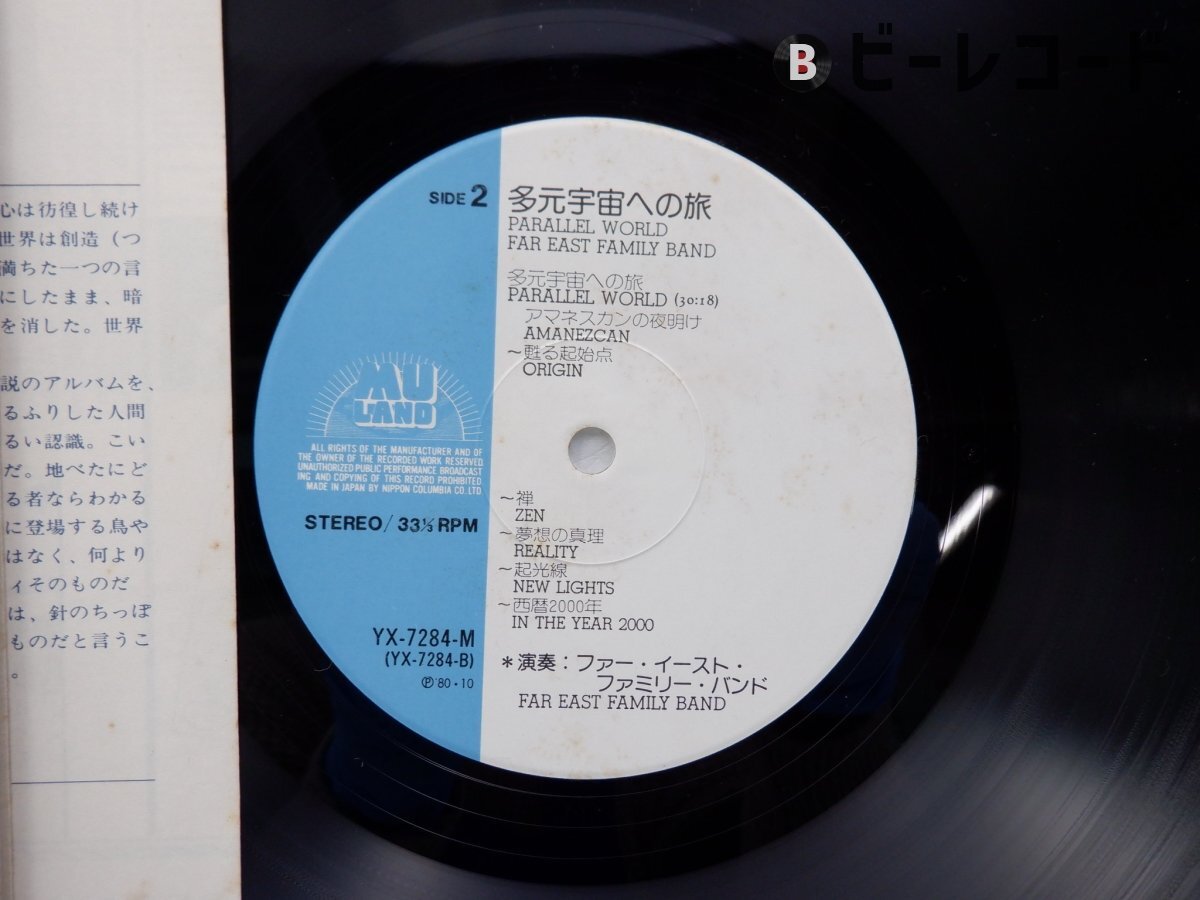 B ビーレコード
心は彷徨し続け
世界は創造（つ
満ちた一つの言
にしたまま、暗
を消した。世界
説のアルバムを、
るふりした人間
るい認識。こい
だ。地べたにど
る者ならわかる
に登場する鳥や
はなく、何より
ィそのものだ
は、針のちっぽ
ものだと言うこ
。
SIDE 2
多元宇宙への旅
PARALLEL WORLD
FAR EAST FAMILY BAND
多元宇宙への旅
PARALLEL WORLD (30:18)
アマネスカンの夜明け
AMANEZCAN
～甦る起始点
ORIGIN
MU
LAND
ALL RIGHTS OF THE MANUFACTURER AND OF
THE OWNER OF THE RECORDED WORK RESERVED.
UNAUTHORIZED PUBLIC PERFORMANCE BROADCAST
ING AND COPYING OF THIS RECORD PROHIBITED.
MADE IN JAPAN BY NIPPON COLUMBIA CO. LTD.
STEREO/ 33⅓ RPM
～禅
ZEN
～夢想の真理
REALITY
～起光線
NEW LIGHTS
～西暦2000年
IN THE YEAR 2000
YX-7284-M
(YX-7284-B)
Ⓟ'80・10
＊演奏：ファー・イースト・
ファミリー・バンド
FAR EAST FAMILY BAND